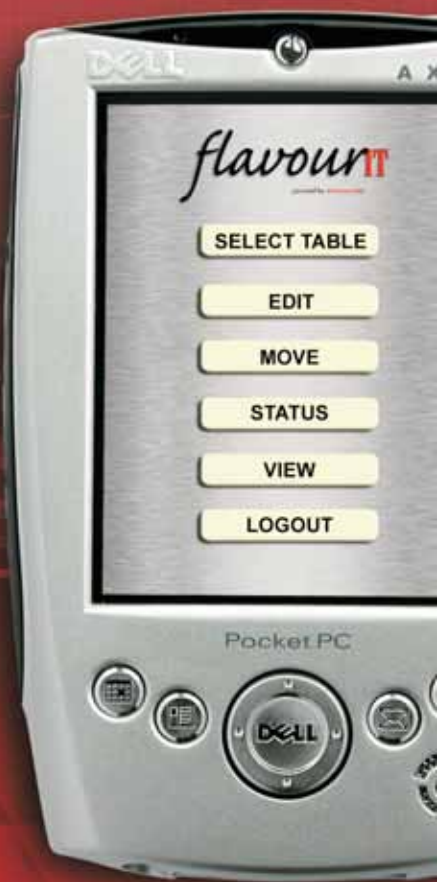 DELL
A X
flavourIT
SELECT TABLE
EDIT
MOVE
STATUS
VIEW
LOGOUT
Pocket PC
DELL